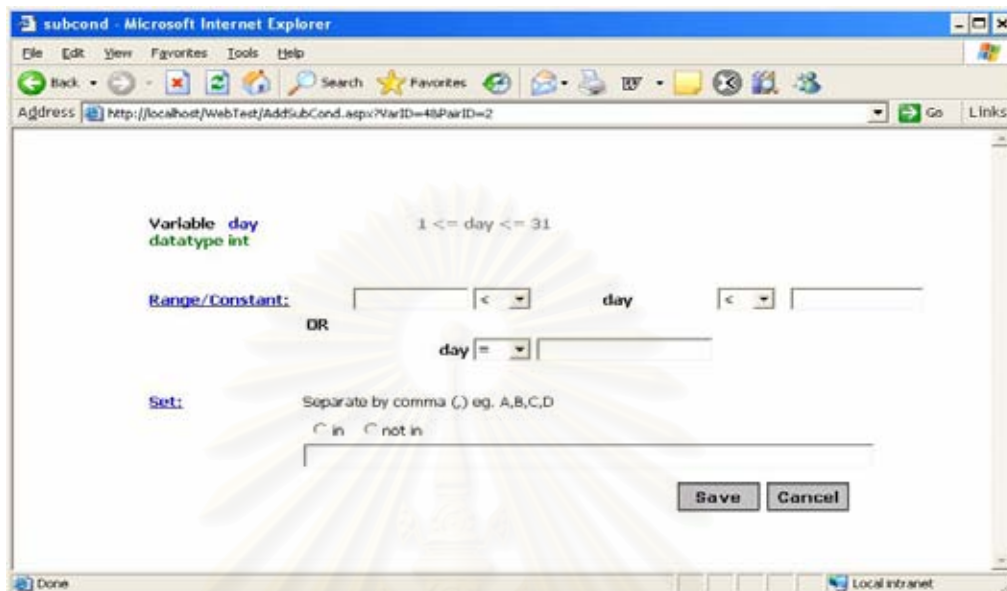 subcond - Microsoft Internet Explorer
File Edit View Favorites Tools Help
Back Search Favorites
Address http://localhost/WebTest/AddSubCond.aspx?VarID=4&PairID=2 Go Links
Variable day 1 <= day <= 31
datatype int
Range/Constant: < day <
OR
day =
Set: Separate by comma (,) eg. A,B,C,D
in not in
Save Cancel
Done Local intranet